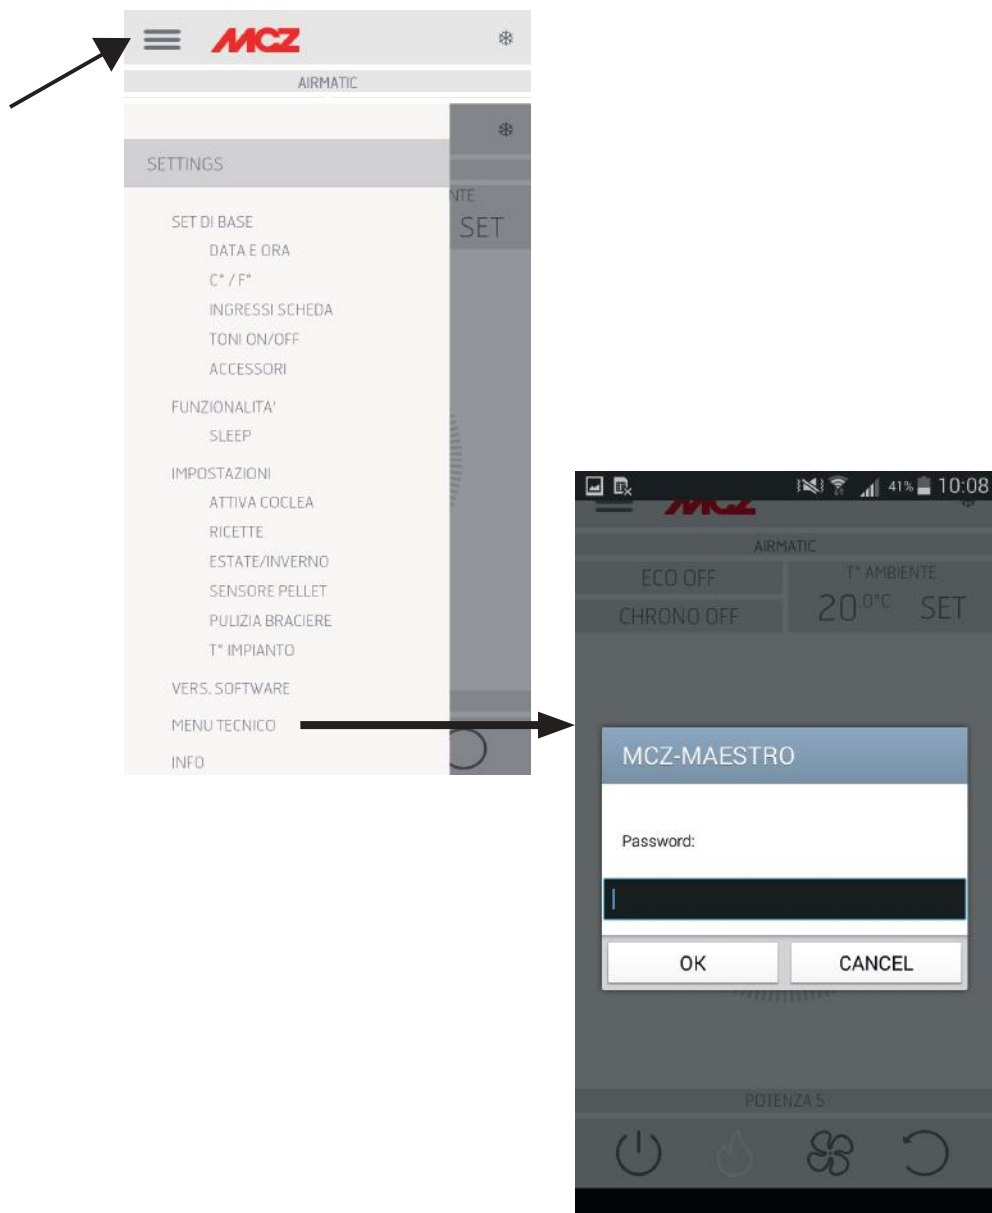 MCZ
AIRMATIC
SETTINGS
NTE
SET
SET DI BASE
DATA E ORA
C° / F°
INGRESSI SCHEDA
TONI ON/OFF
ACCESSORI
FUNZIONALITA'
SLEEP
IMPOSTAZIONI
ATTIVA COCLEA
RICETTE
ESTATE/INVERNO
SENSORE PELLET
PULIZIA BRACIERE
T° IMPIANTO
VERS. SOFTWARE
MENU TECNICO
INFO
41% 10:08
MCZ
AIRMATIC
ECO OFF
T° AMBIENTE
CHRONO OFF
20.0°C SET
MCZ-MAESTRO
Password:
OK CANCEL
POTENZA 5